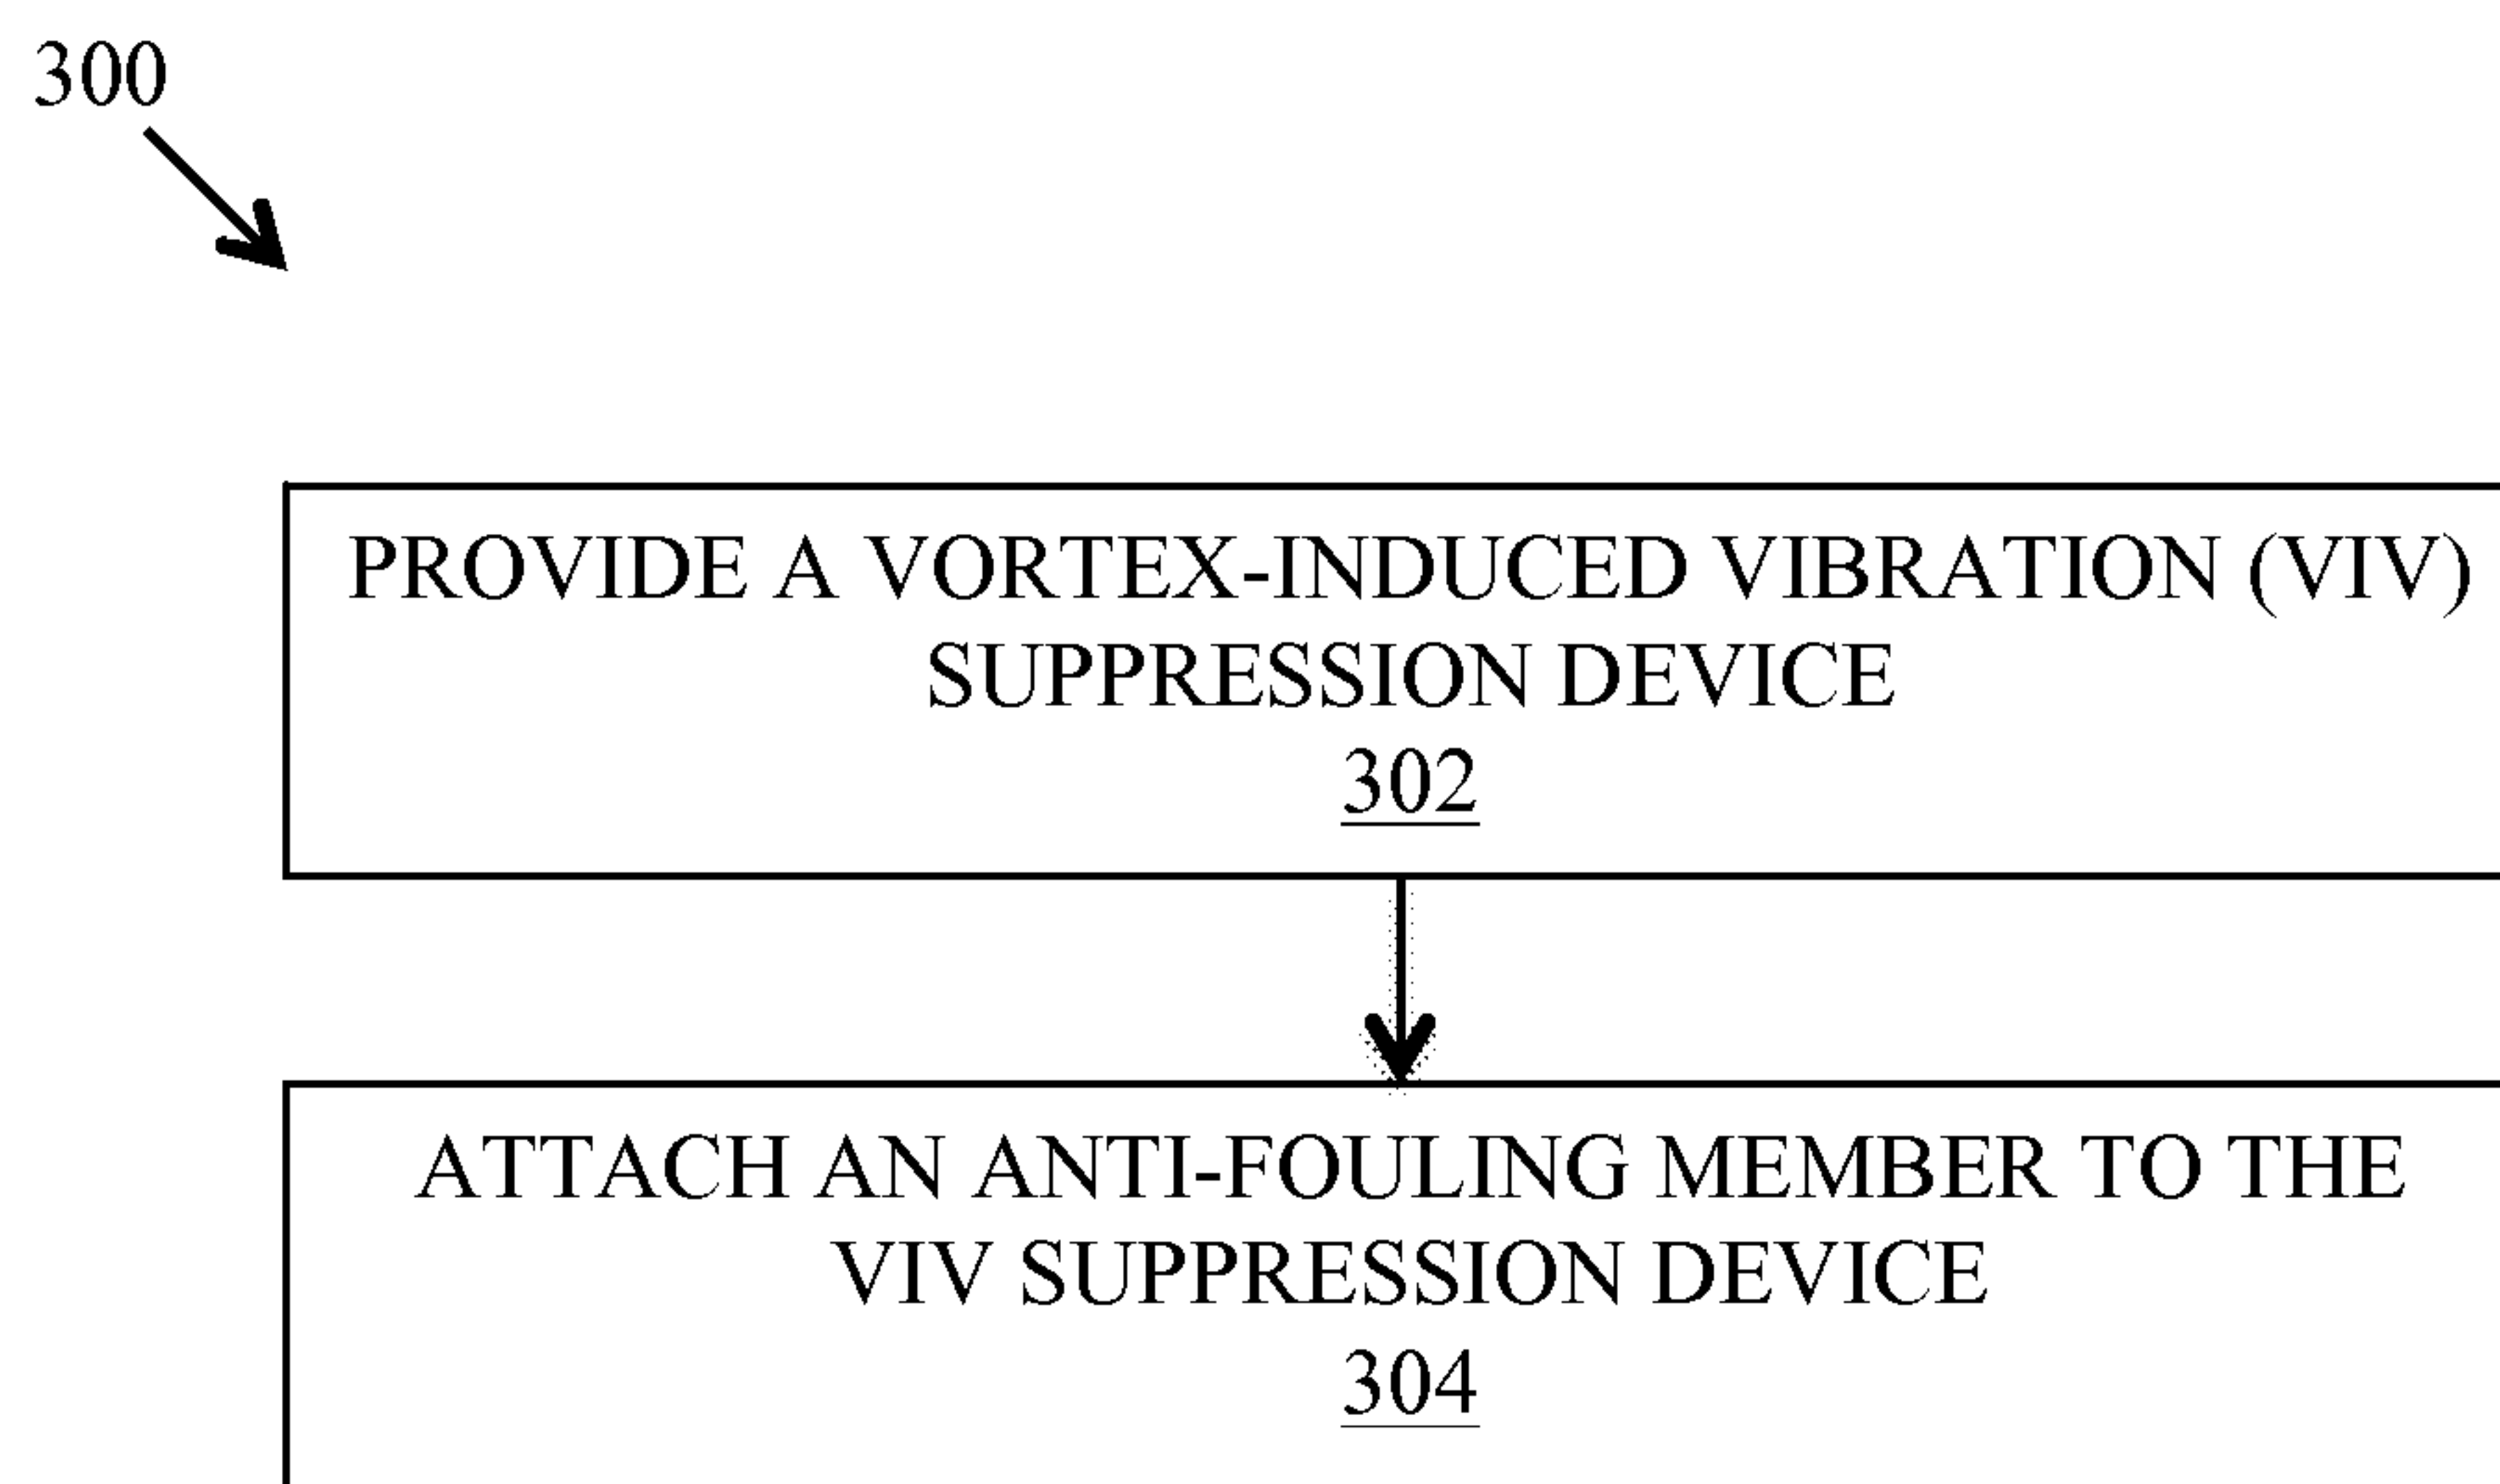 300
PROVIDE A VORTEX-INDUCED VIBRATION (VIV)
SUPPRESSION DEVICE
302
ATTACH AN ANTI-FOULING MEMBER TO THE
VIV SUPPRESSION DEVICE
304